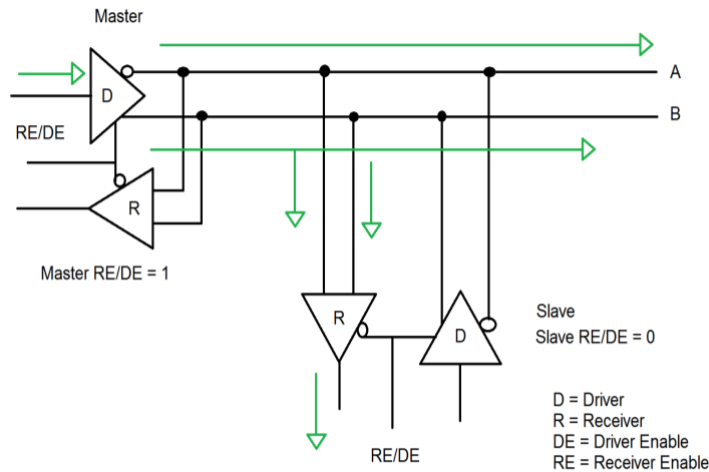 Master
A
D
B
RE/DE
R
Master RE/DE = 1
R
D
Slave
Slave RE/DE = 0
RE/DE
D = Driver
R = Receiver
DE = Driver Enable
RE = Receiver Enable